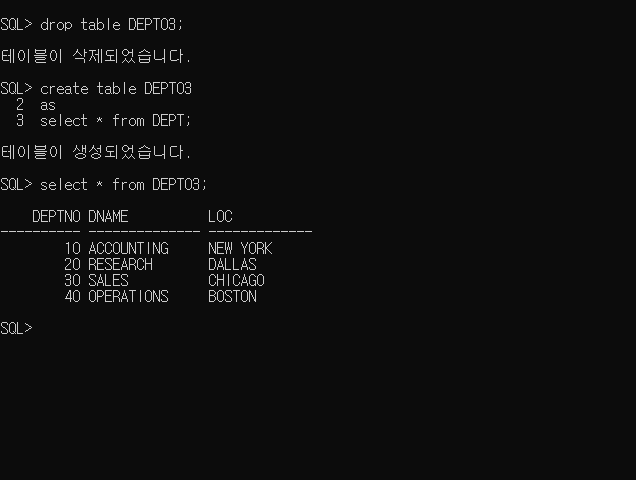 SQL> drop table DEPT03;
테이블이 삭제되었습니다.
SQL> create table DEPT03
  2  as
  3  select * from DEPT;
테이블이 생성되었습니다.
SQL> select * from DEPT03;
    DEPTNO DNAME          LOC
---------- -------------- -------------
        10 ACCOUNTING     NEW YORK
        20 RESEARCH       DALLAS
        30 SALES          CHICAGO
        40 OPERATIONS     BOSTON
SQL>